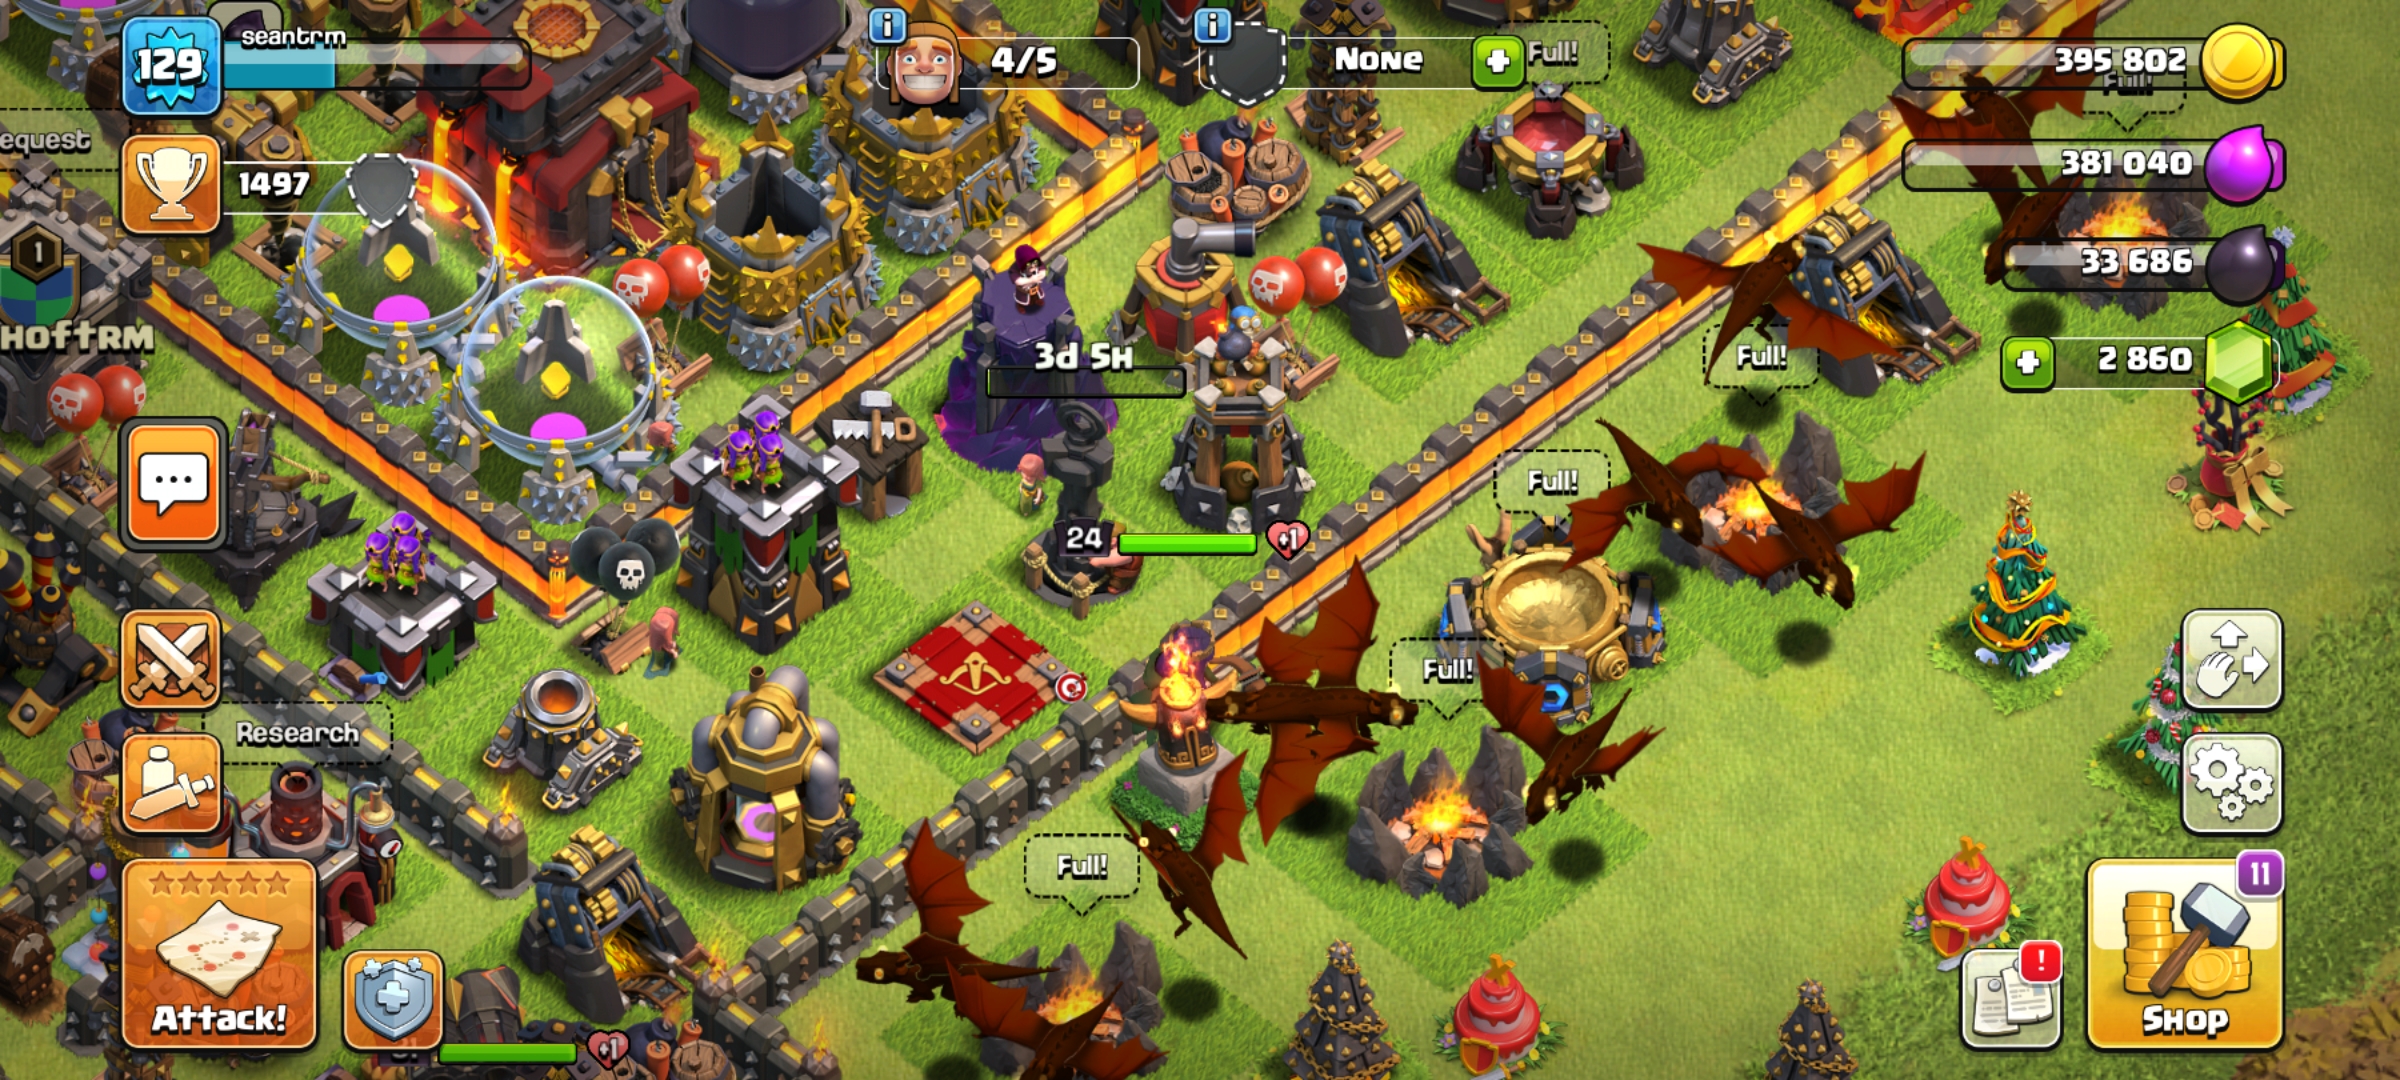 129
seantrm
4/5
None
Full!
395 802
Full!
equest
1497
381 040
1
33 686
HOFTRM
3d 5H
Full!
2 860
Full!
24
+1
Full!
Research
Full!
11
Attack!
+1
!
Shop